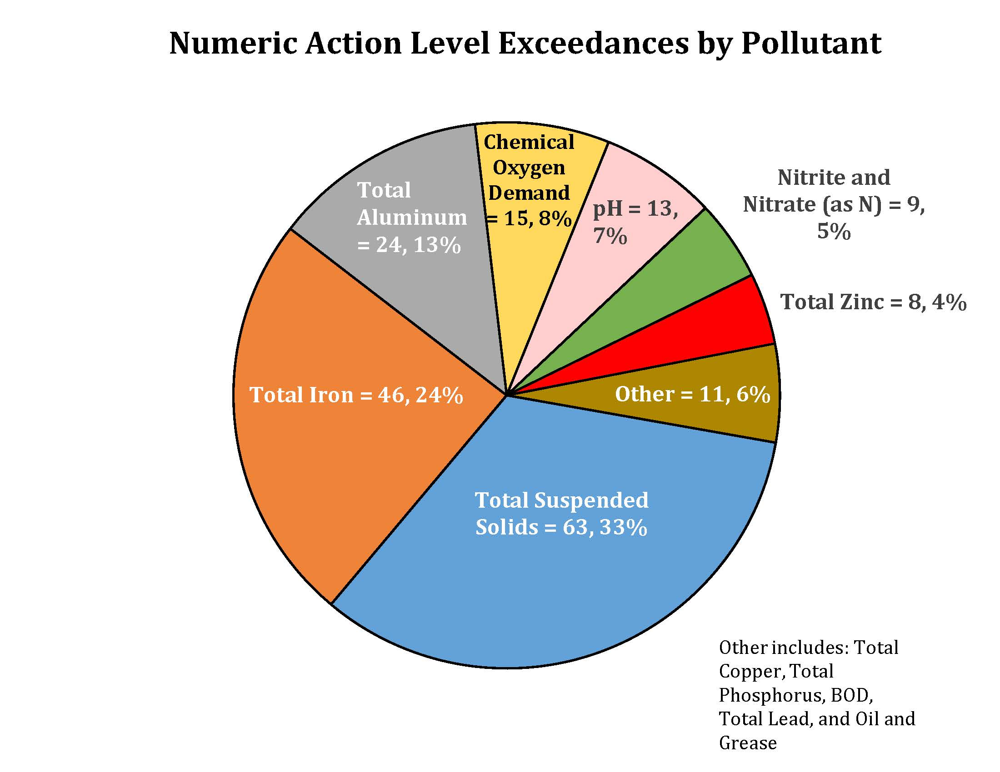 Numeric Action Level Exceedances by Pollutant
Chemical
Oxygen
Demand
= 15, 8%
pH = 13,
7%
Nitrite and
Nitrate (as N) = 9,
5%
Total Zinc = 8, 4%
Other = 11, 6%
Total Suspended
Solids = 63, 33%
Total Iron = 46, 24%
Total
Aluminum
= 24, 13%
Other includes: Total
Copper, Total
Phosphorus, BOD,
Total Lead, and Oil and
Grease